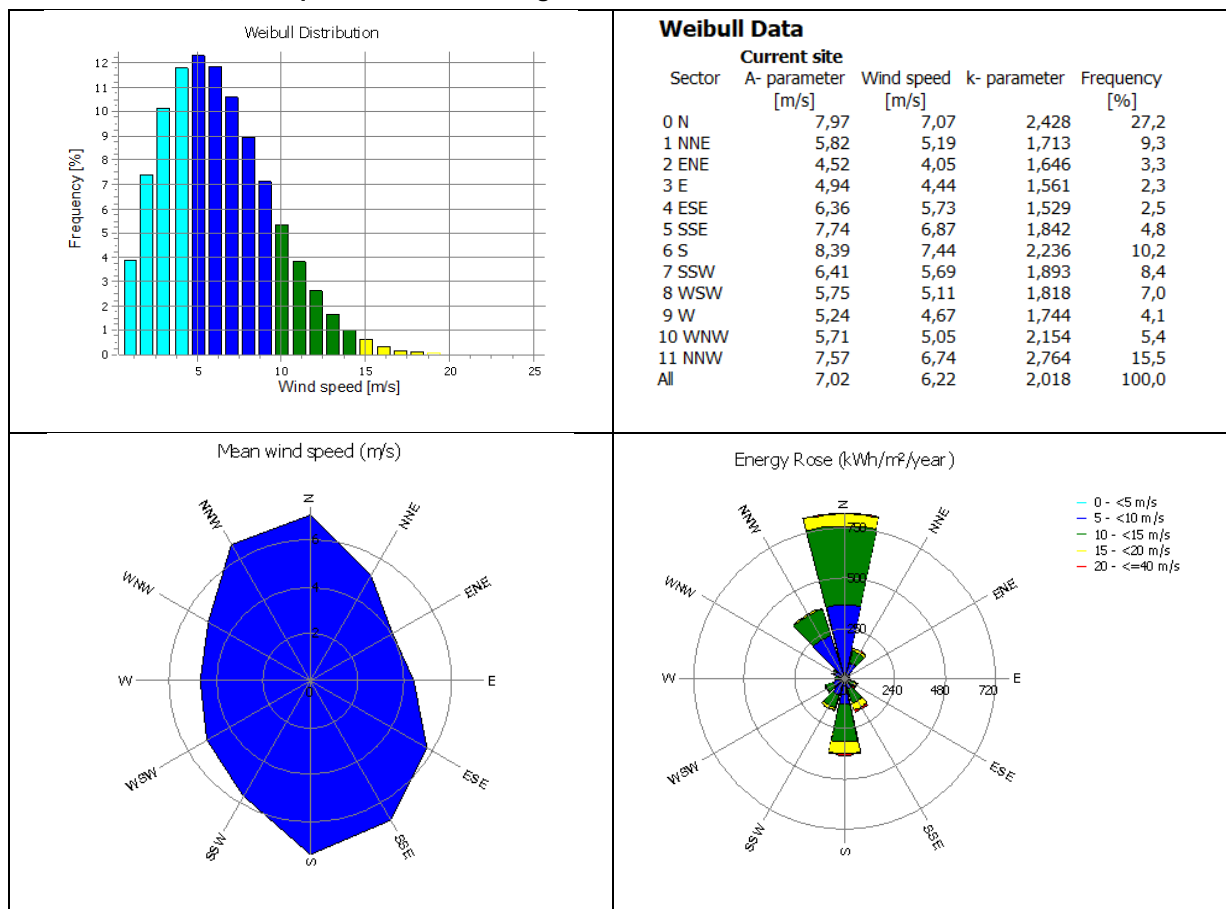 Weibull Distribution
Frequency [%]
12
11
10
9
8
7
6
5
4
3
2
1
0
5 10 15 20 25
Wind speed [m/s]
Weibull Data
Current site
Sector A- parameter Wind speed k- parameter Frequency
[m/s] [m/s] [%]
0 N 7,97 7,07 2,428 27,2
1 NNE 5,82 5,19 1,713 9,3
2 ENE 4,52 4,05 1,646 3,3
3 E 4,94 4,44 1,561 2,3
4 ESE 6,36 5,73 1,529 2,5
5 SSE 7,74 6,87 1,842 4,8
6 S 8,39 7,44 2,236 10,2
7 SSW 6,41 5,69 1,893 8,4
8 WSW 5,75 5,11 1,818 7,0
9 W 5,24 4,67 1,744 4,1
10 WNW 5,71 5,05 2,154 5,4
11 NNW 7,57 6,74 2,764 15,5
All 7,02 6,22 2,018 100,0
Mean wind speed (m/s)
N
NNE
ENE
E
ESE
SSE
S
SSW
WSW
W
WNW
NNW
6
4
2
0
Energy Rose (kWh/m²/year)
N
NNE
ENE
E
ESE
SSE
S
SSW
WSW
W
WNW
NNW
750
500
250
0
240 480 720
0 - <5 m/s
5 - <10 m/s
10 - <15 m/s
15 - <20 m/s
20 - <=40 m/s